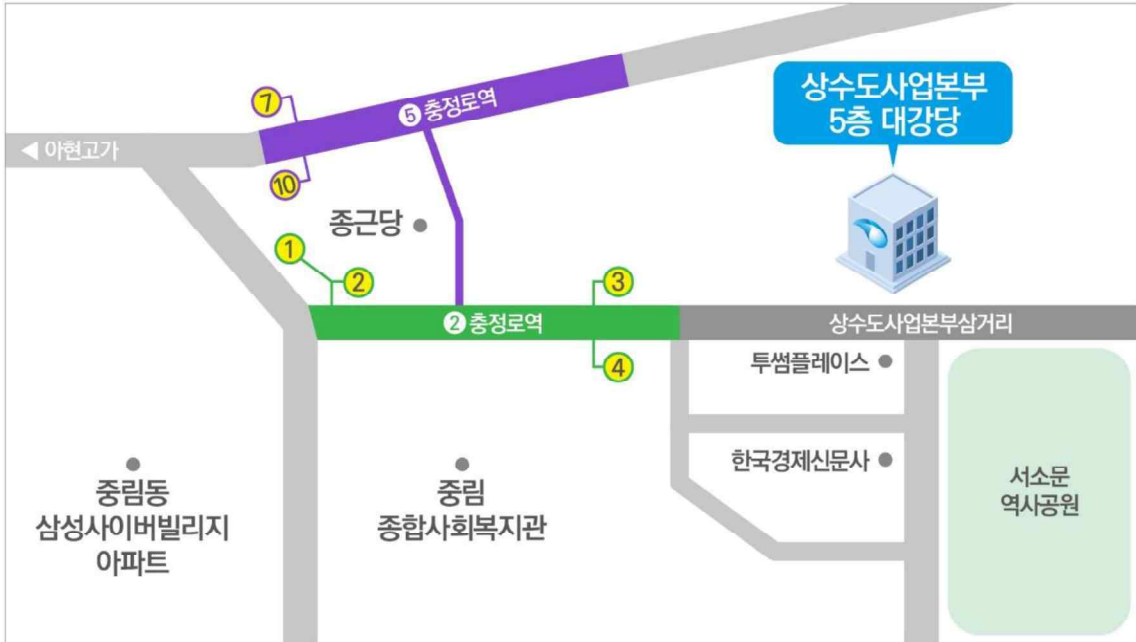 ⑦
⑤ 충정로역
상수도사업본부
5층 대강당
◀ 아현고가
⑩
종근당
①
②
③
② 충정로역
상수도사업본부삼거리
④
투썸플레이스
한국경제신문사
중림동
삼성사이버빌리지
아파트
중림
종합사회복지관
서소문
역사공원